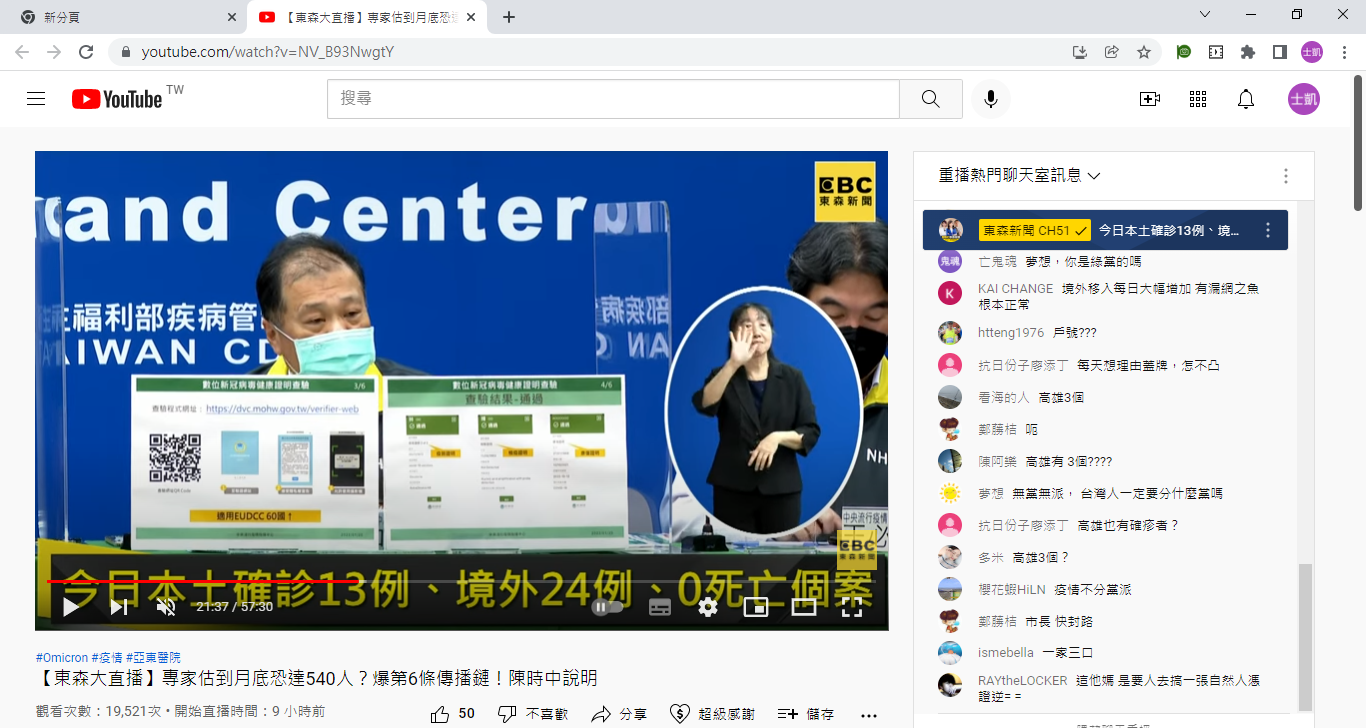 新分頁
【東森大直播】專家估到月底恐達
youtube.com/watch?v=NV_B93NwgtY
士凱
YouTube TW
搜尋
士凱
and Center
EBC
東森新聞
福利部疾病管
AIWAN CD
數位新冠病毒健康證明查驗 3/6
查驗程式網址：https://dvc.mohw.gov.tw/verifier-web
適用EUDCC 60國！
數位新冠病毒健康證明查驗 4/6
查驗結果-通過
NH
中央流行疫情
EBC
東森新聞
今日本土確診13例、境外24例、0死亡個案
21:37 / 57:30
#Omicron #疫情 #亞東醫院
【東森大直播】專家估到月底恐達540人？爆第6條傳播鏈！陳時中說明
觀看次數：19,521次 • 開始直播時間：9 小時前
50
不喜歡
分享
超級感謝
儲存
重播熱門聊天室訊息
東森新聞 CH51 今日本土確診13例、境...
鬼魂 亡鬼魂 夢想，你是綠黨的嗎
K KAI CHANGE 境外移入每日大幅增加 有漏網之魚
根本正常
htteng1976 戶號???
抗日份子廖添丁 每天想理由蓋牌，怎不凸
看海的人 高雄3個
鄭藤桔 呃
陳阿樂 高雄有 3個????
夢想 無黨無派， 台灣人一定要分什麼黨嗎
抗日份子廖添丁 高雄也有確疹者？
多米 高雄3個？
櫻花蝦HiLN 疫情不分黨派
鄭藤桔 市長 快封路
ismebella 一家三口
RAYtheLOCKER 這他媽 是要人去搞一張自然人憑
證逆= =